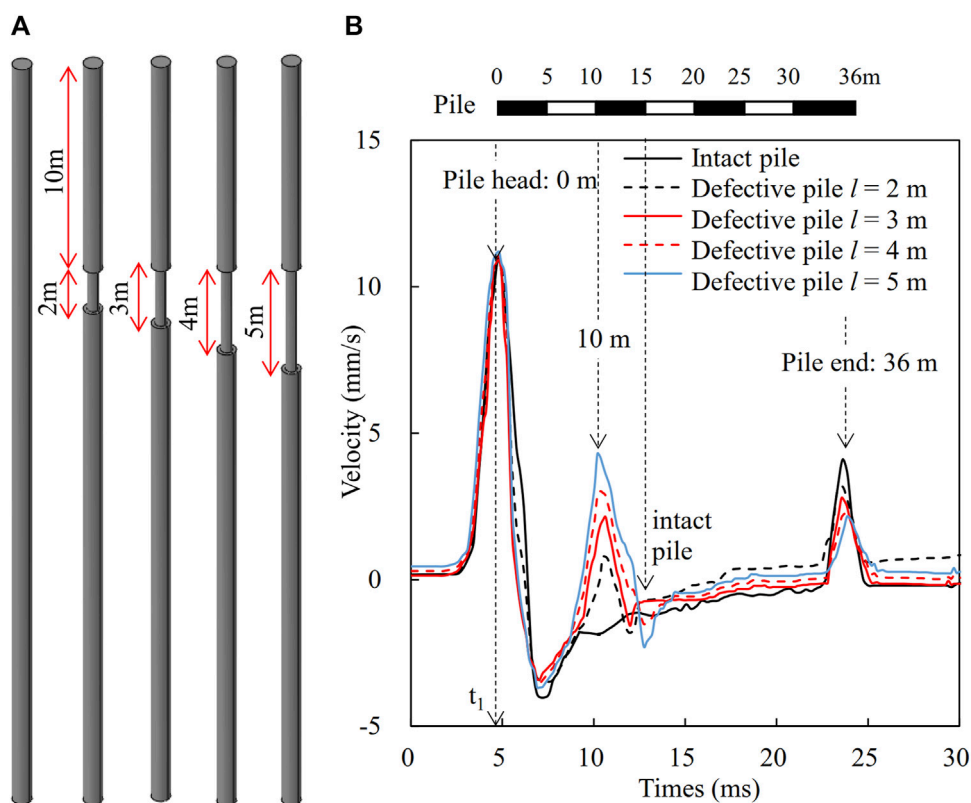 A
10m
2m
3m
4m
5m
B
0 5 10 15 20 25 30 36m
Pile
15
10
5
0
-5
Velocity (mm/s)
Pile head: 0 m
Intact pile
Defective pile l = 2 m
Defective pile l = 3 m
Defective pile l = 4 m
Defective pile l = 5 m
10 m
Pile end: 36 m
intact
pile
t1
0 5 10 15 20 25 30
Times (ms)